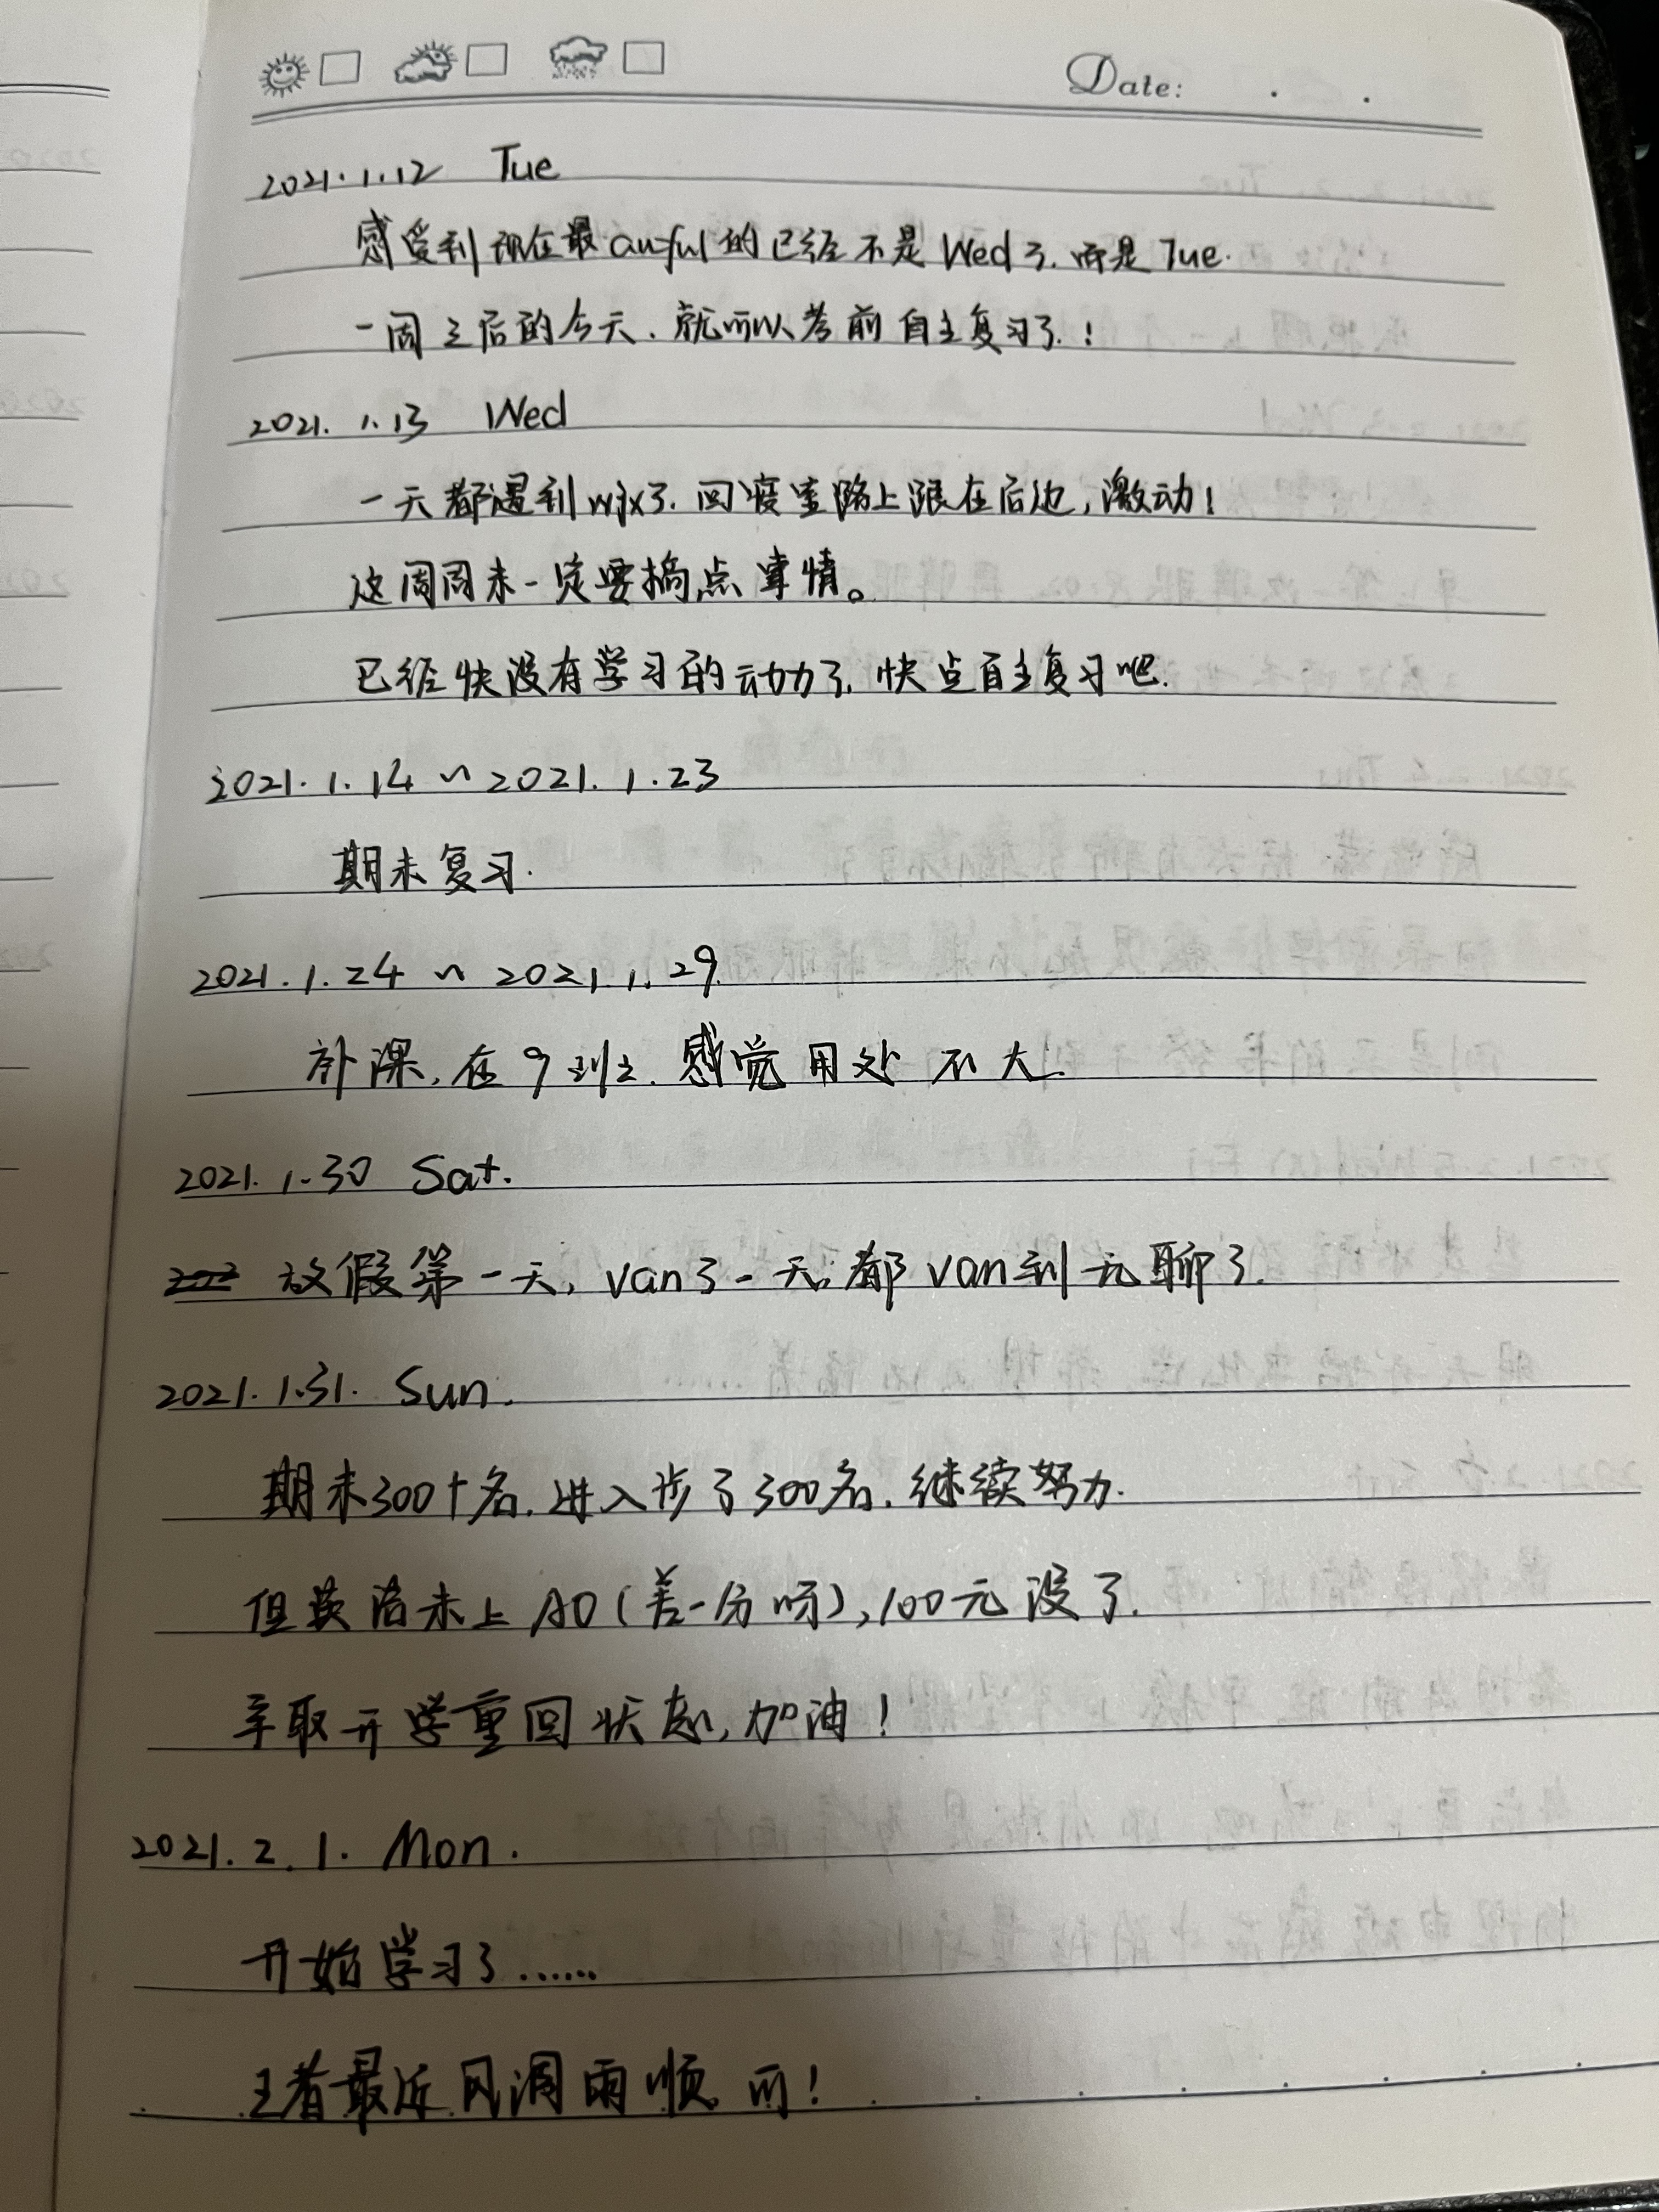 Date: . .
2021.1.12 Tue
感受到现在最awful的已经不是Wed了.而是Tue.
一周之后的今天.就可以考前自主复习了.!
2021.1.13 Wed
一天都遇到wjx了.回寝室路上跟在后边,激动!
这周周末一定要搞点事情。
已经快没有学习的动力了.快点自主复习吧.
2021.1.14~2021.1.23
期末复习.
2021.1.24~2021.1.29.
补课,在9班上.感觉用处不大.
2021.1.30 Sat.
放假第一天,van了一天.都van到无聊了.
2021.1.31. Sun.
期末300+名.进入步了300名.继续努力.
但英语未上A0(差一分呀),100元没了.
争取开学重回状态,加油!
2021.2.1. Mon.
开始学习了......
王者最近风调雨顺呀!